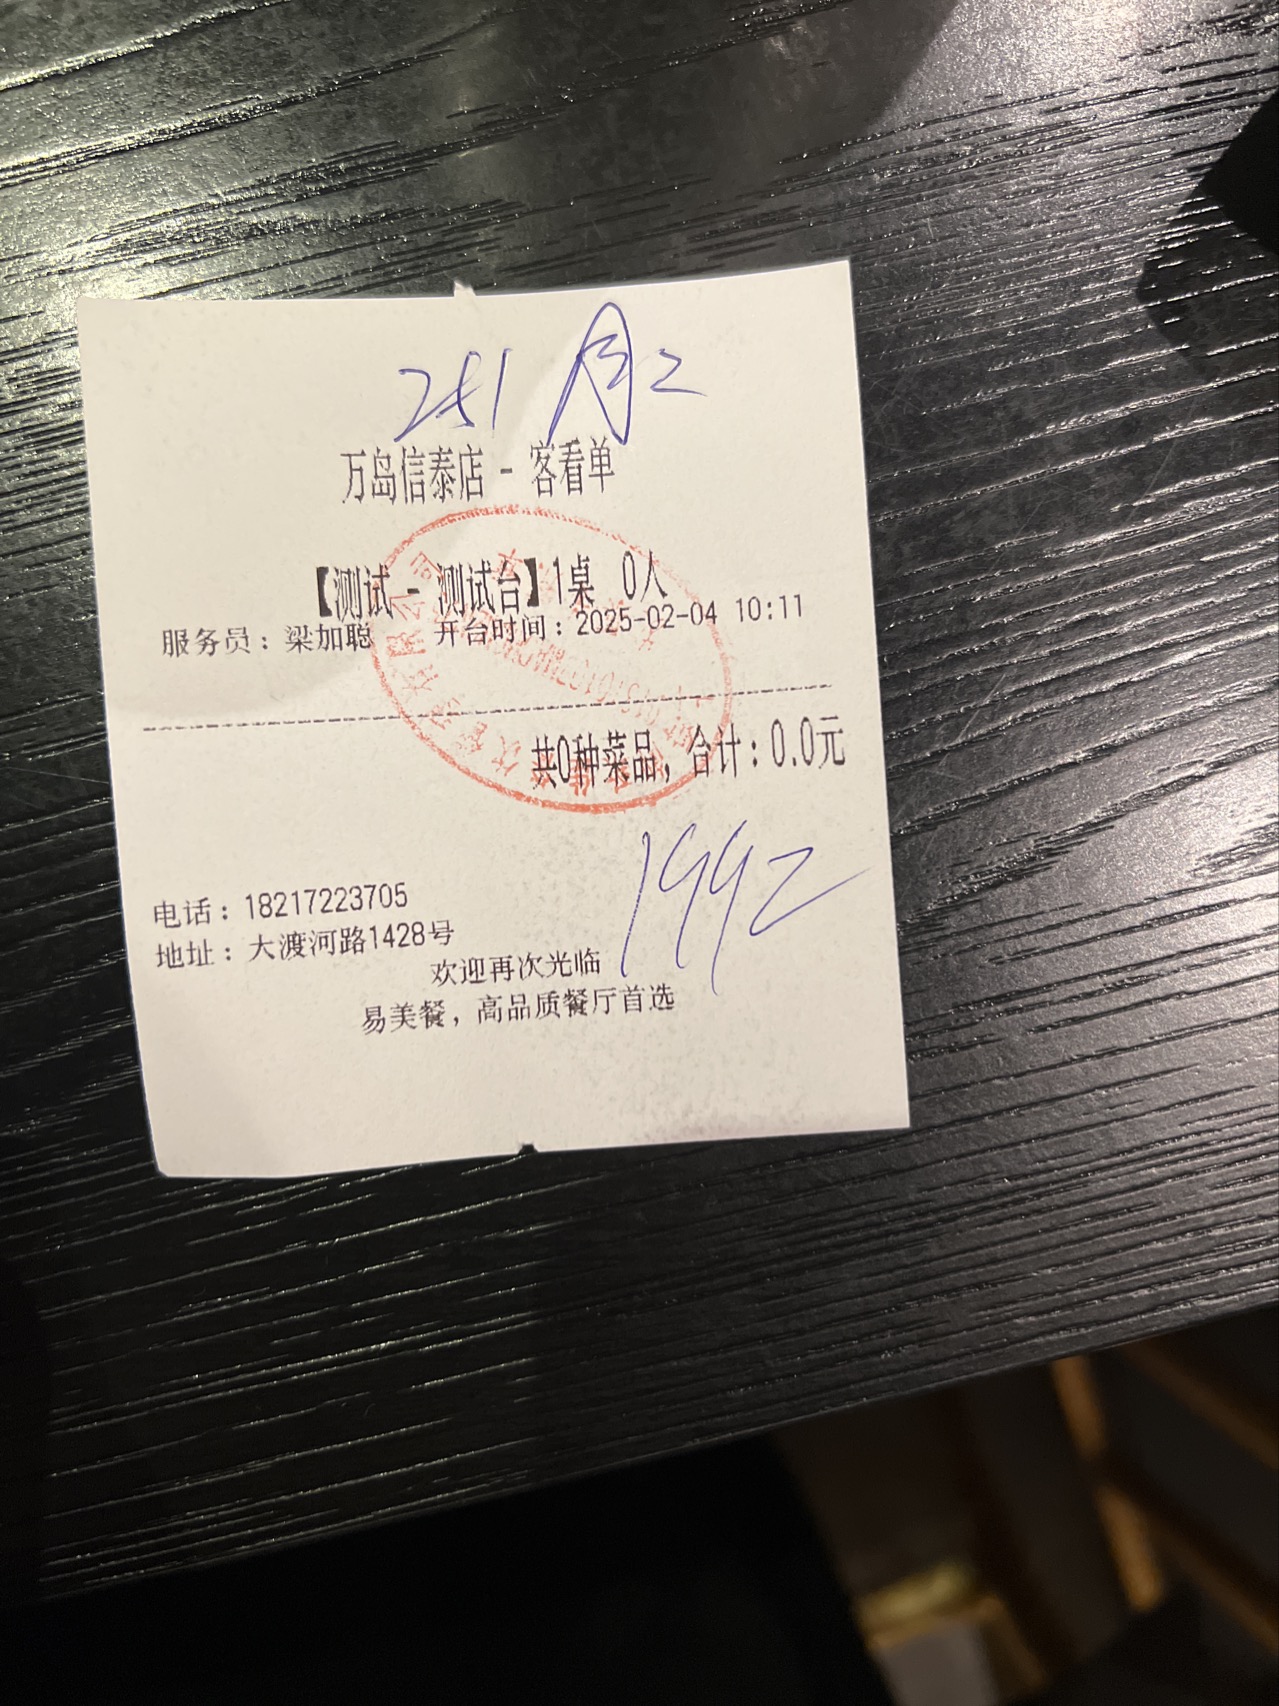 251 月2
万岛信泰店 - 客看单
【测试 - 测试台】1桌 0人
服务员：梁加聪 开台时间：2025-02-04 10:11
共0种菜品，合计：0.0元
1992
电话：18217223705
地址：大渡河路1428号
欢迎再次光临
易美餐，高品质餐厅首选